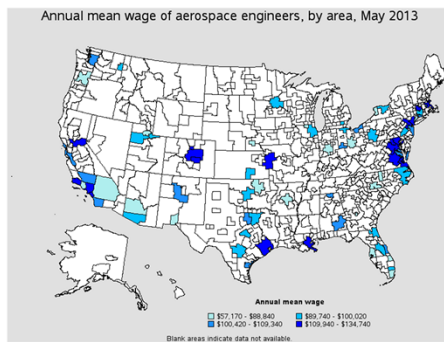 Annual mean wage of aerospace engineers, by area, May 2013
Annual mean wage
$57,170 - $88,840 $89,740 - $100,020
$100,420 - $109,340 $109,940 - $134,740
Blank areas indicate data not available.